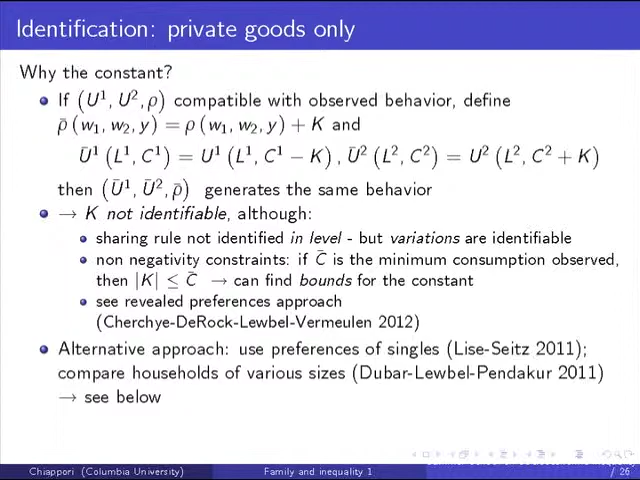 Identification: private goods only
Why the constant?
If (U¹, U², ρ) compatible with observed behavior, define
ρ̄ (w₁, w₂, y) = ρ (w₁, w₂, y) + K and
Ū¹ (L¹, C¹) = U¹ (L¹, C¹ − K) , Ū² (L², C²) = U² (L², C² + K)
then (Ū¹, Ū², ρ̄) generates the same behavior
→ K not identifiable, although:
sharing rule not identified in level - but variations are identifiable
non negativity constraints: if C̄ is the minimum consumption observed,
then |K| ≤ C̄ → can find bounds for the constant
see revealed preferences approach
(Cherchye-DeRock-Lewbel-Vermeulen 2012)
Alternative approach: use preferences of singles (Lise-Seitz 2011);
compare households of various sizes (Dubar-Lewbel-Pendakur 2011)
→ see below
Chiappori (Columbia University)
Family and inequality 1
/ 26